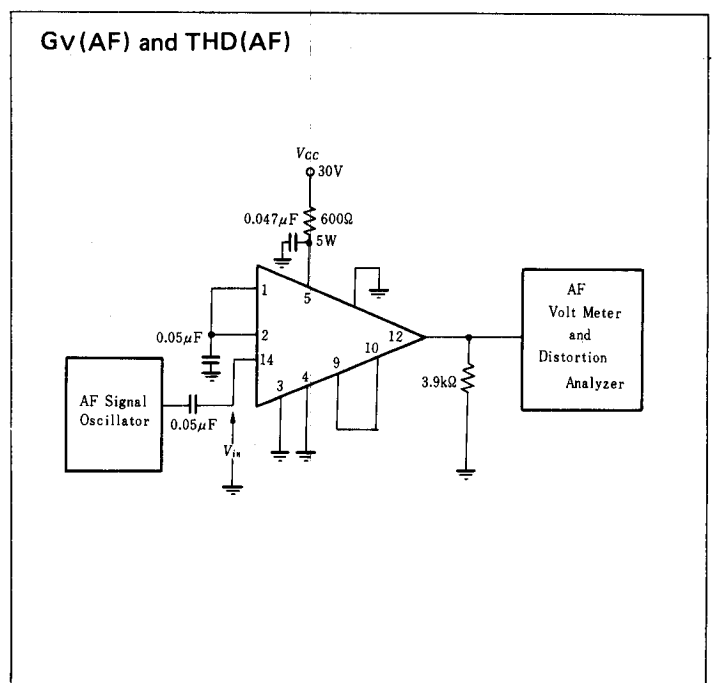 Gv(AF) and THD(AF)
VCC
30V
0.047μF
600Ω
5W
1
5
2
0.05μF
14
12
10
9
3
4
AF Signal
Oscillator
0.05μF
Vin
3.9kΩ
AF
Volt Meter
and
Distortion
Analyzer